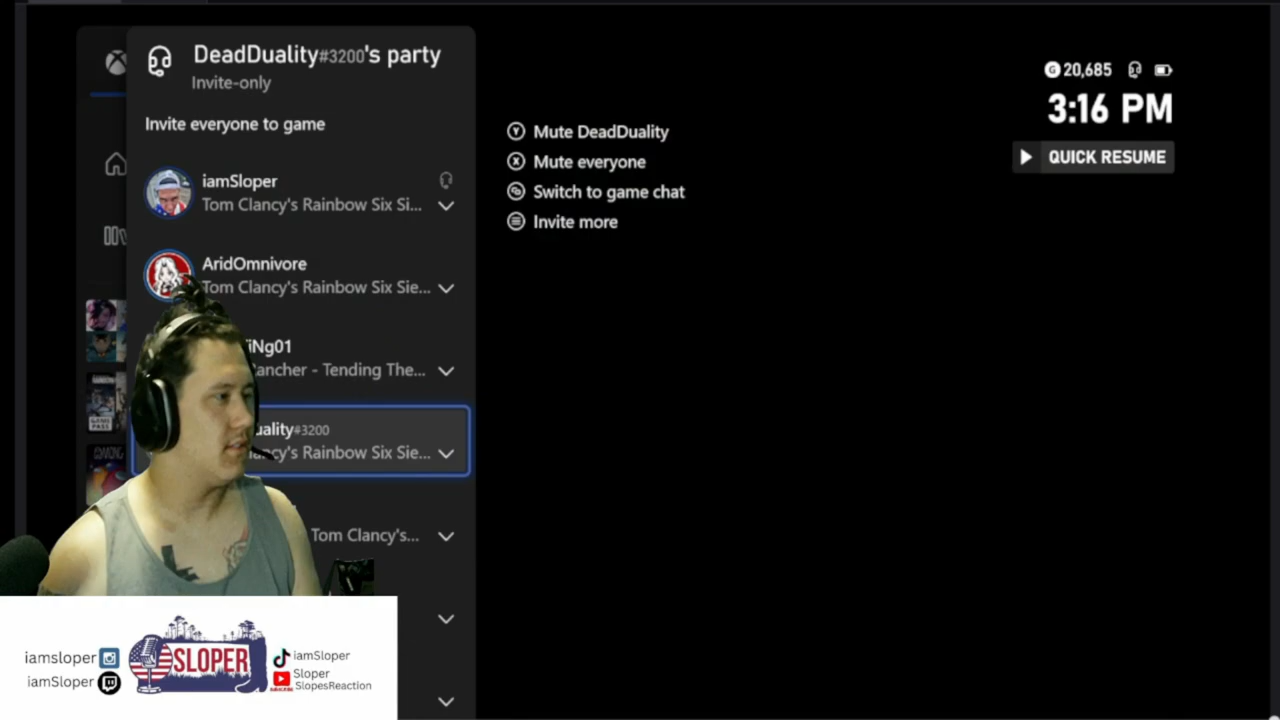 DeadDuality#3200's party
Invite-only
Invite everyone to game
iamSloper
Tom Clancy's Rainbow Six Si...
AridOmnivore
Tom Clancy's Rainbow Six Sie...
iNg01
ancher - Tending The...
uality#3200
ancy's Rainbow Six Sie...
Tom Clancy's...
Mute DeadDuality
Mute everyone
Switch to game chat
Invite more
20,685
3:16 PM
QUICK RESUME
iamsloper
iamSloper
SLOPER
iamSloper
Sloper
SlopesReaction